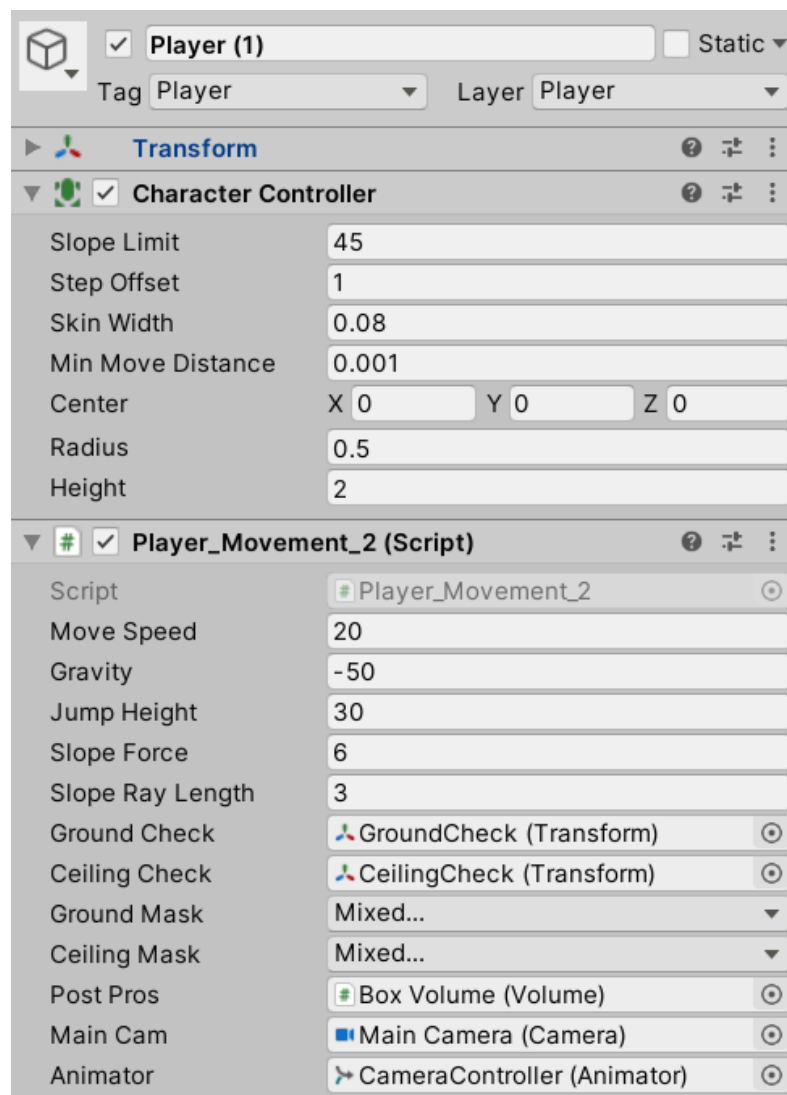 Player (1) Static
Tag Player Layer Player
Transform
Character Controller
Slope Limit 45
Step Offset 1
Skin Width 0.08
Min Move Distance 0.001
Center X 0 Y 0 Z 0
Radius 0.5
Height 2
# Player_Movement_2 (Script)
Script # Player_Movement_2
Move Speed 20
Gravity -50
Jump Height 30
Slope Force 6
Slope Ray Length 3
Ground Check GroundCheck (Transform)
Ceiling Check CeilingCheck (Transform)
Ground Mask Mixed...
Ceiling Mask Mixed...
Post Pros # Box Volume (Volume)
Main Cam Main Camera (Camera)
Animator CameraController (Animator)